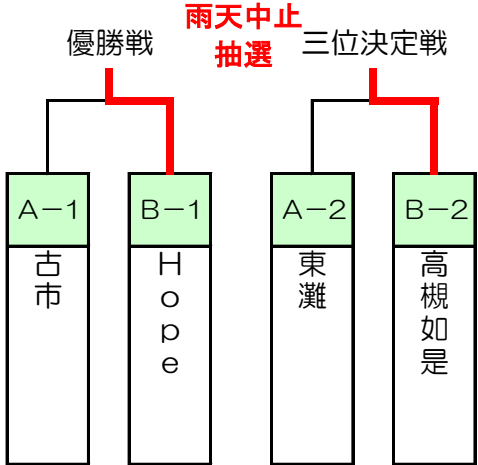 雨天中止
抽選
優勝戦
三位決定戦
A－1
B－1
A－2
B－2
古市
Hope
東灘
高槻如是